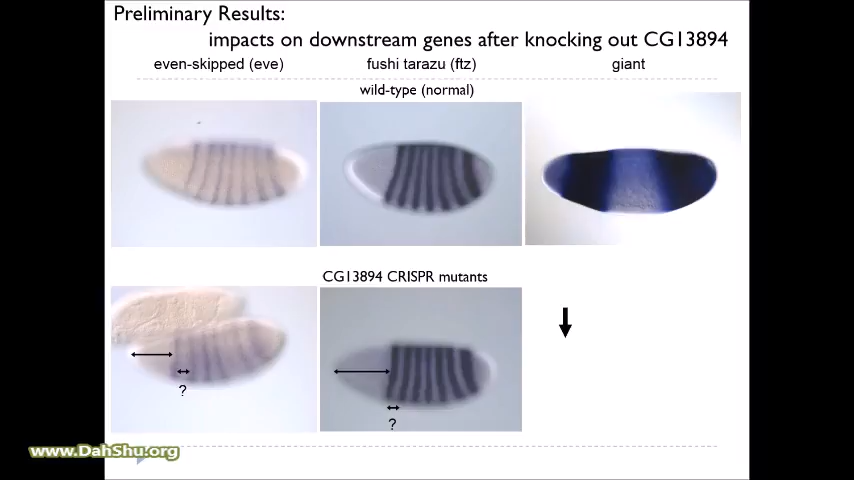 Preliminary Results:
impacts on downstream genes after knocking out CG13894
even-skipped (eve)
fushi tarazu (ftz)
giant
wild-type (normal)
CG13894 CRISPR mutants
?
?
www.DahShu.org